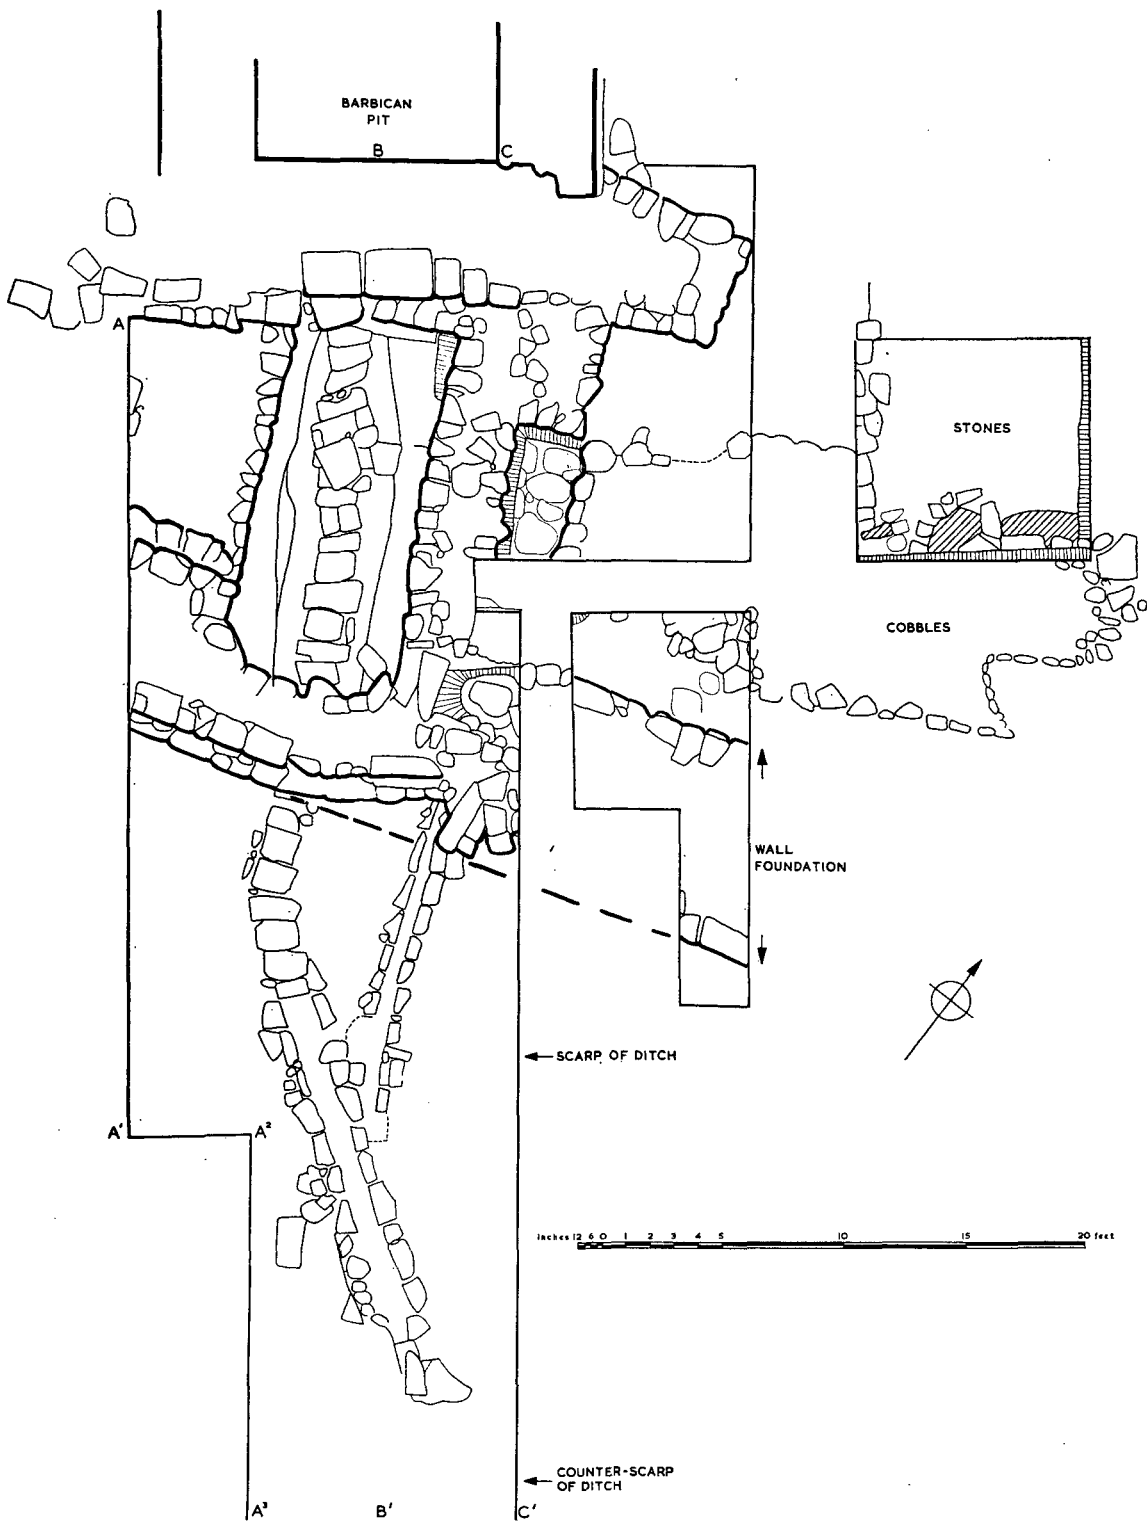 BARBICAN
PIT
B
C
A
STONES
COBBLES
WALL
FOUNDATION
SCARP OF DITCH
A'
A²
inches 12 6 0 1 2 3 4 5 10 15 20 feet
COUNTER-SCARP
OF DITCH
A³
B'
C'